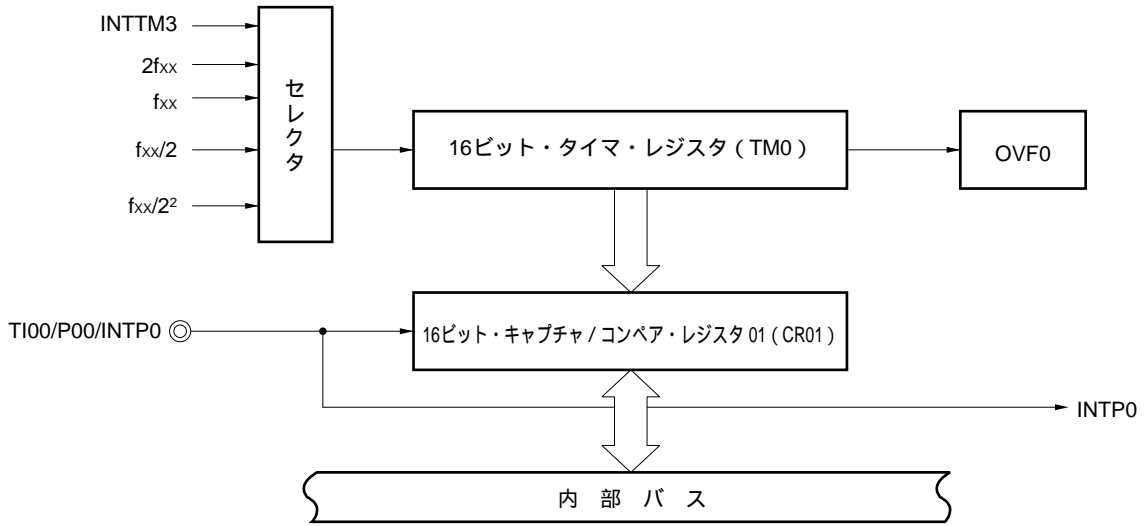 INTTM3
2fxx
fxx
fxx/2
fxx/2²
セレクタ
16ビット・タイマ・レジスタ（TM0）
OVF0
TI00/P00/INTP0
16ビット・キャプチャ/コンペア・レジスタ 01（CR01）
INTP0
内部バス